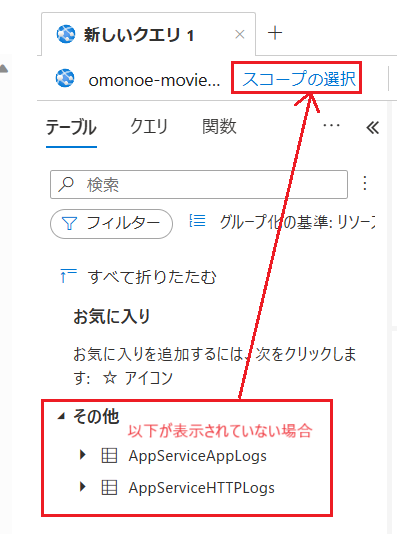 新しいクエリ 1
omonoe-movie...
スコープの選択
テーブル
クエリ
関数
検索
フィルター
グループ化の基準: リソース
すべて折りたたむ
お気に入り
お気に入りを追加するには、次をクリックしま
す: ☆ アイコン
その他
以下が表示されていない場合
AppServiceAppLogs
AppServiceHTTPLogs